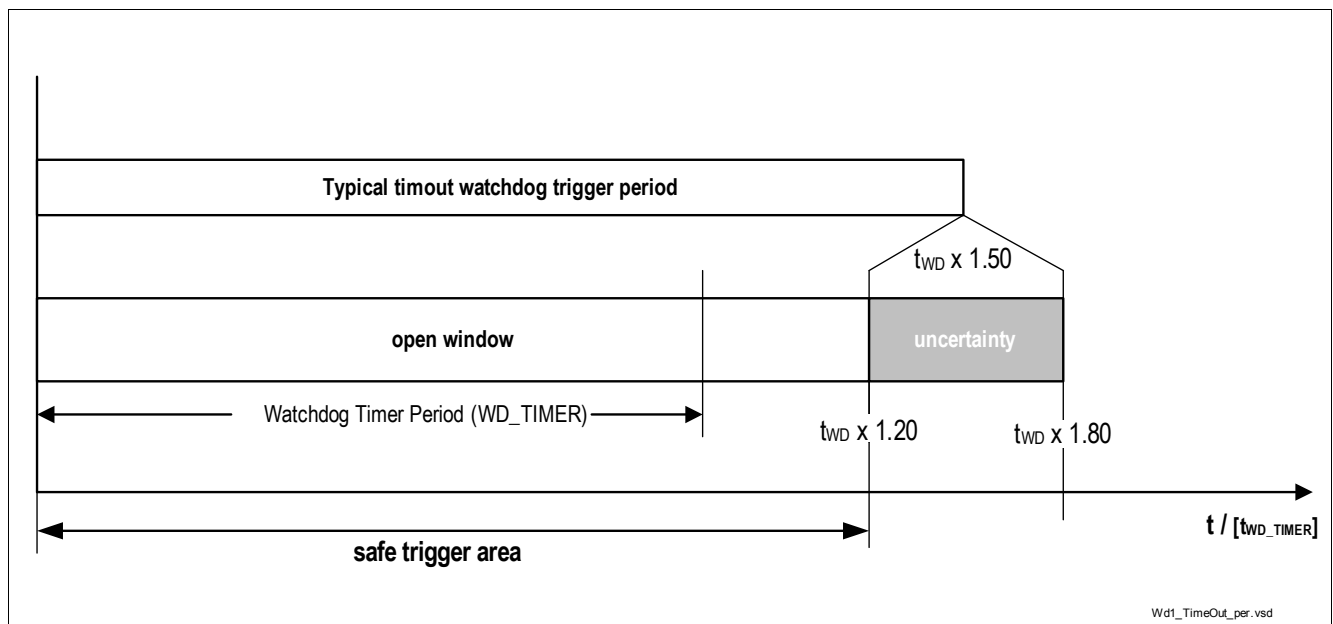 Typical timout watchdog trigger period
tWD x 1.50
open window
uncertainty
Watchdog Timer Period (WD_TIMER)
tWD x 1.20
tWD x 1.80
t / [tWD_TIMER]
safe trigger area
Wd1_TimeOut_per.vsd